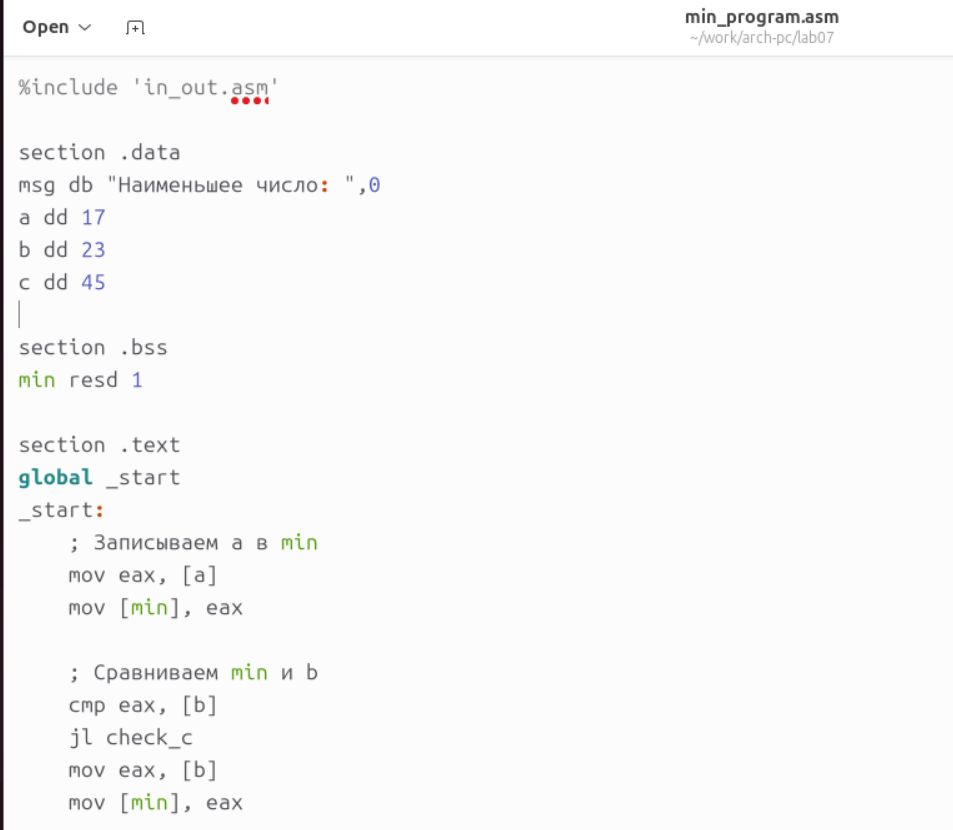 Open
min_program.asm
~/work/arch-pc/lab07
%include 'in_out.asm'
section .data
msg db "Наименьшее число: ",0
a dd 17
b dd 23
c dd 45
section .bss
min resd 1
section .text
global _start
_start:
; Записываем a в min
mov eax, [a]
mov [min], eax
; Сравниваем min и b
cmp eax, [b]
jl check_c
mov eax, [b]
mov [min], eax